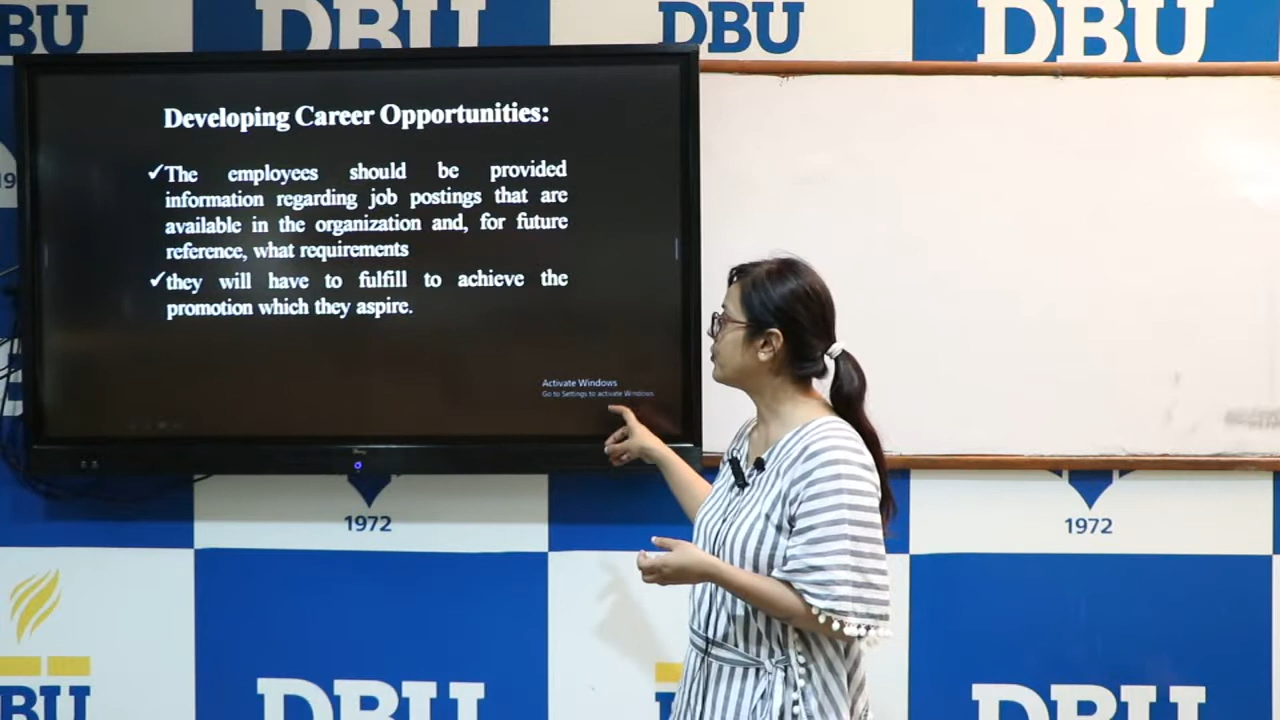 DBU
DBU
DBU
DBU
19
Developing Career Opportunities:
✓The employees should be provided
information regarding job postings that are
available in the organization and, for future
reference, what requirements
✓they will have to fulfill to achieve the
promotion which they aspire.
Activate Windows
Go to Settings to activate Windows.
1972
1972
DBU
DBU
DBU